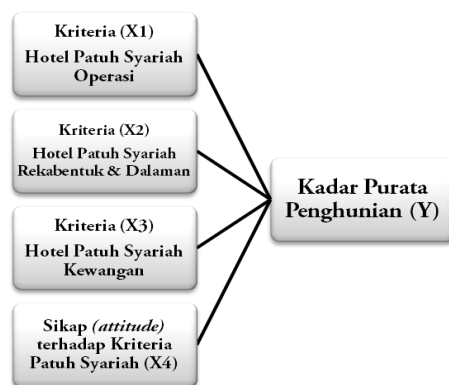 Kriteria (X1)
Hotel Patuh Syariah
Operasi
Kriteria (X2)
Hotel Patuh Syariah
Rekabentuk & Dalaman
Kriteria (X3)
Hotel Patuh Syariah
Kewangan
Sikap (attitude)
terhadap Kriteria
Patuh Syariah (X4)
Kadar Purata
Penghunian (Y)